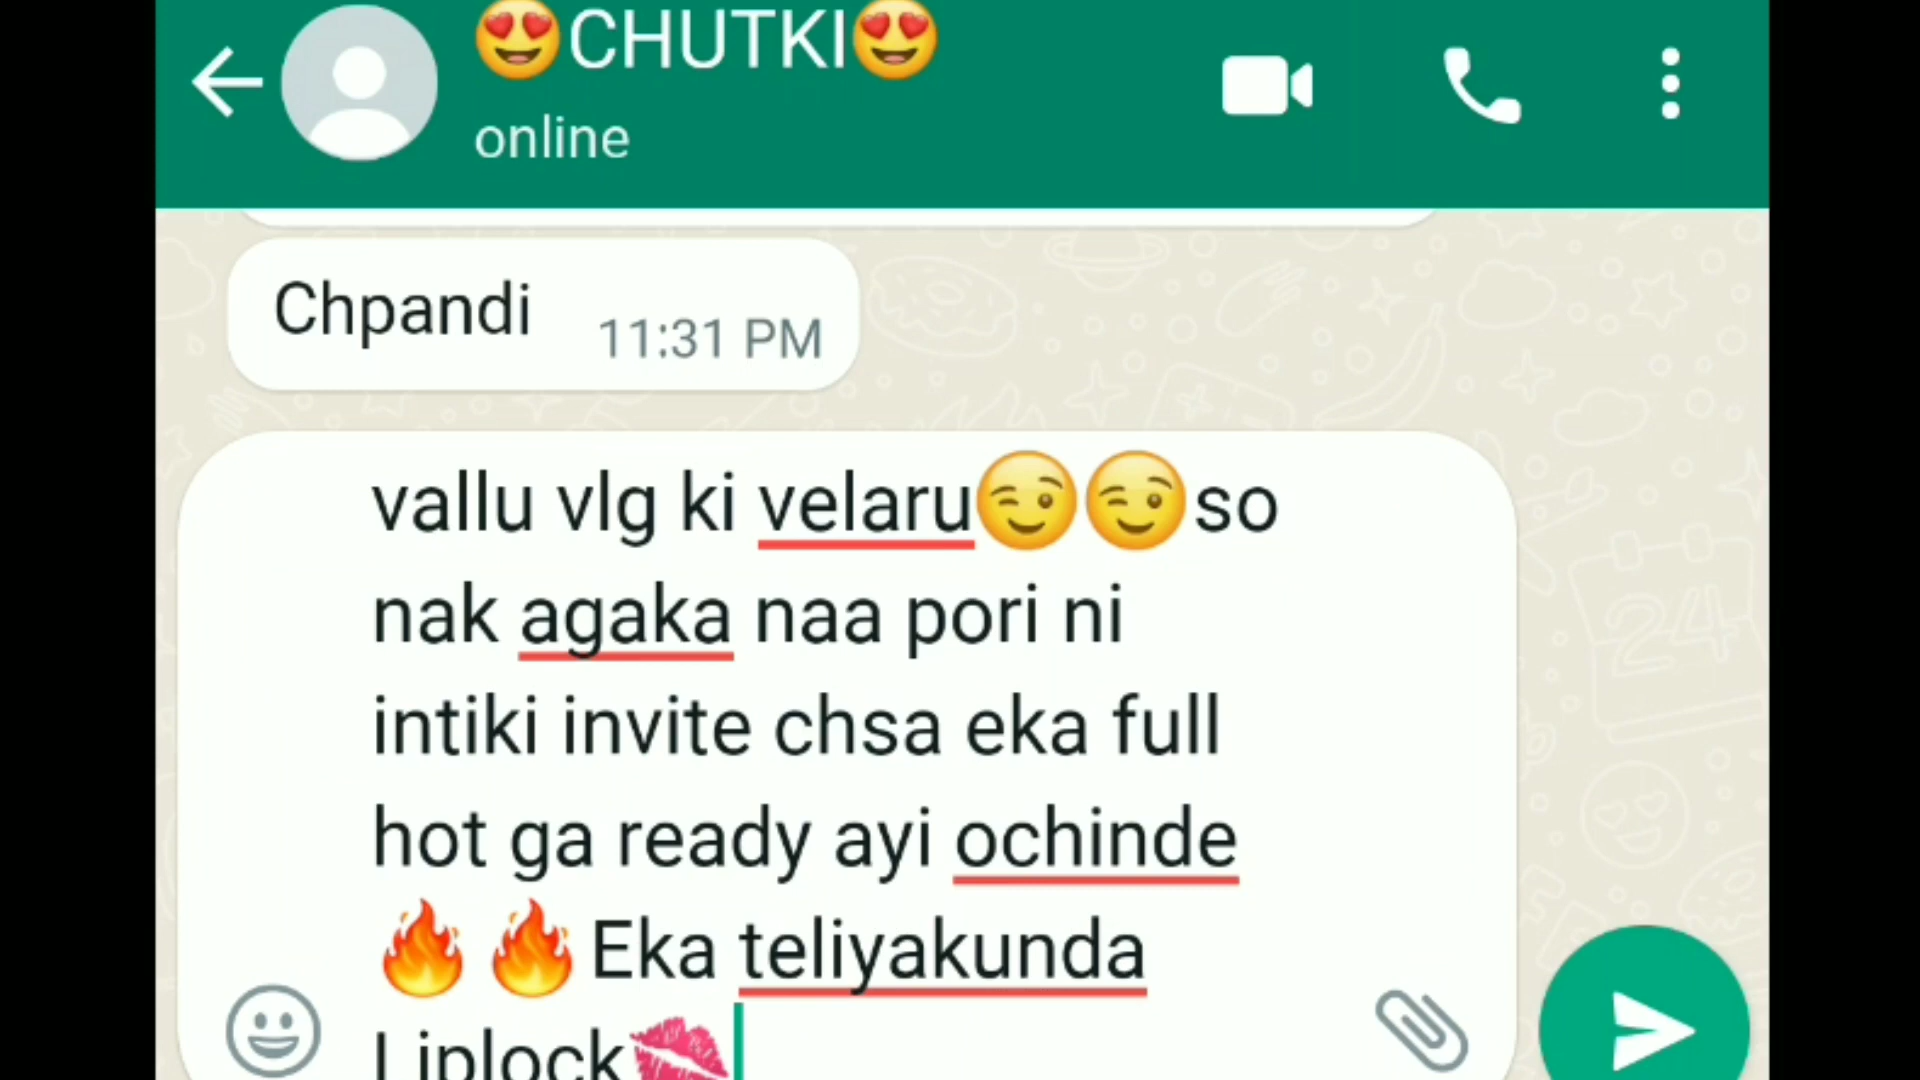 😍CHUTKI😍
online
Chpandi
11:31 PM
vallu vlg ki velaru😉😉so
nak agaka naa pori ni
intiki invite chsa eka full
hot ga ready ayi ochinde
🔥🔥Eka teliyakunda
Liplock💋